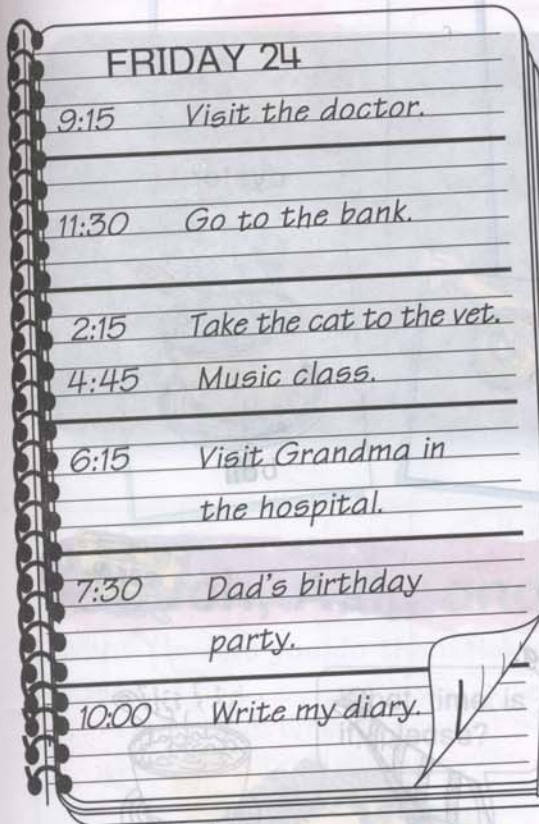 FRIDAY 24
9:15 Visit the doctor.
11:30 Go to the bank.
2:15 Take the cat to the vet.
4:45 Music class.
6:15 Visit Grandma in
the hospital.
7:30 Dad's birthday
party.
10:00 Write my diary.